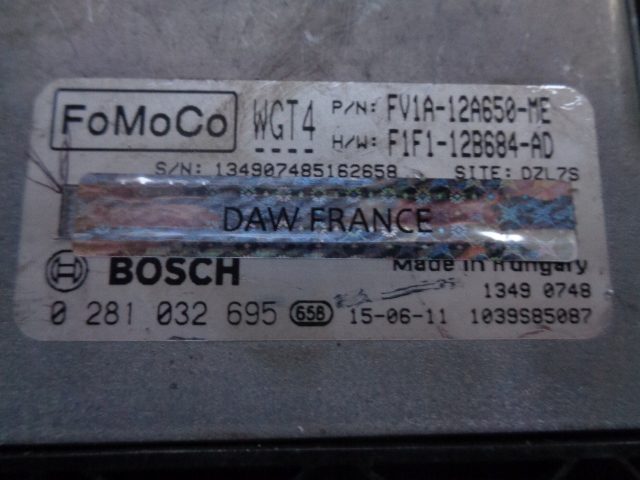 FoMoCo WGT4 P/N: FV1A-12A650-ME
H/W: F1F1-12B684-AD
S/N: 134907485162658 SITE: DZL7S
DAW FRANCE
BOSCH Made in Hungary
1349 0748
0 281 032 695 658 15-06-11 1039S85087